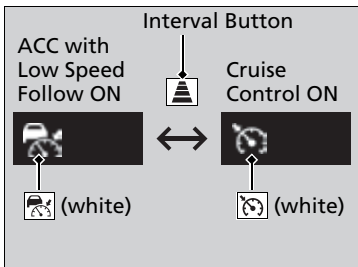 Interval Button
ACC with
Low Speed
Follow ON
Cruise
Control ON
(white)
(white)